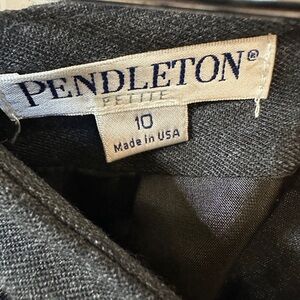 PENDLETON®
PETITE
10
Made in USA